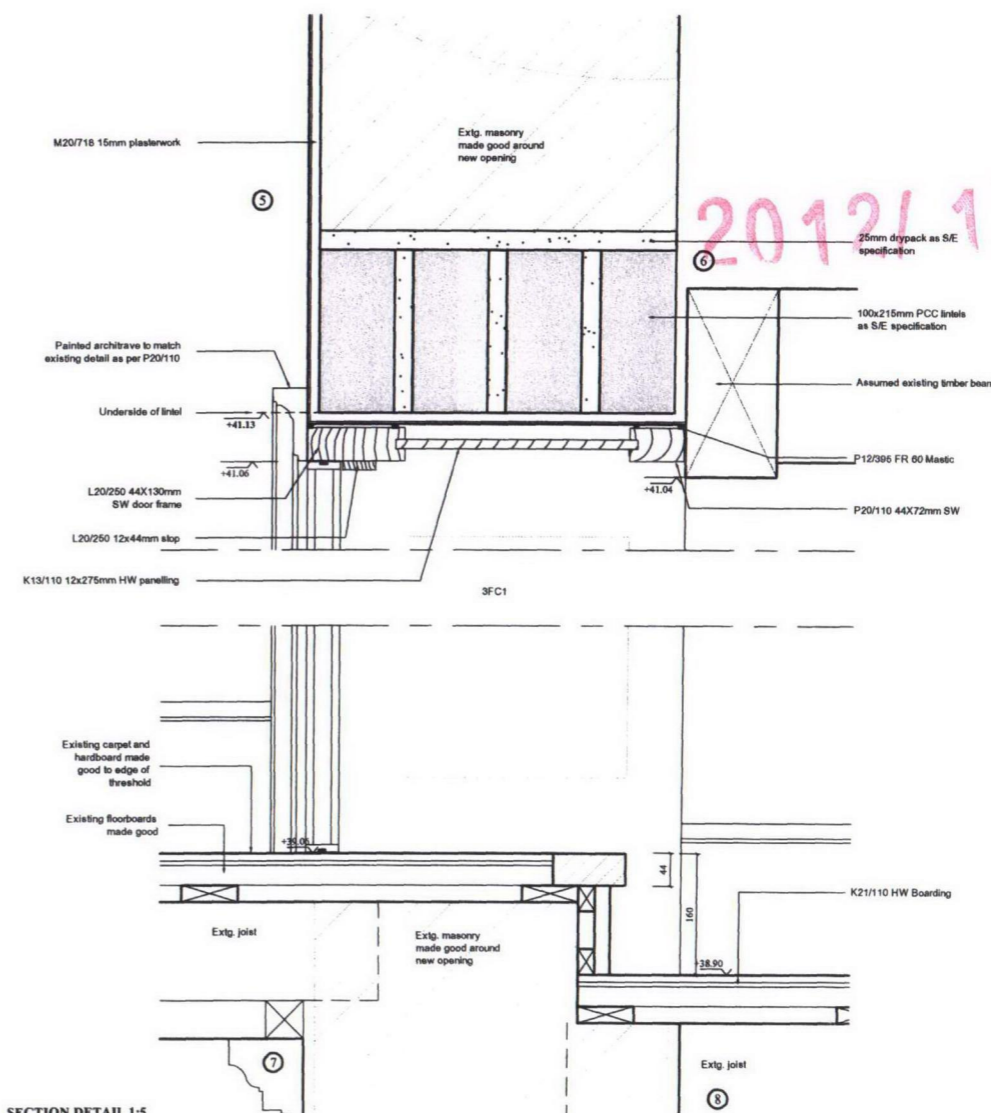 M20/718 15mm plasterwork
Extg. masonry
made good around
new opening
5
2012/1
25mm drypack as S/E
specification
6
100x215mm PCC lintels
as S/E specification
Painted architrave to match
existing detail as per P20/110
Assumed existing timber beam
Underside of lintel
+41.13
+41.06
P12/395 FR 60 Mastic
+41.04
L20/250 44X130mm
SW door frame
P20/110 44X72mm SW
L20/250 12x44mm stop
K13/110 12x275mm HW panelling
3FC1
Existing carpet and
hardboard made
good to edge of
threshold
Existing floorboards
made good
+39.06
44
160
K21/110 HW Boarding
Extg. joist
Extg. masonry
made good around
new opening
+38.90
7
Extg. joist
8
SECTION DETAIL 1:5